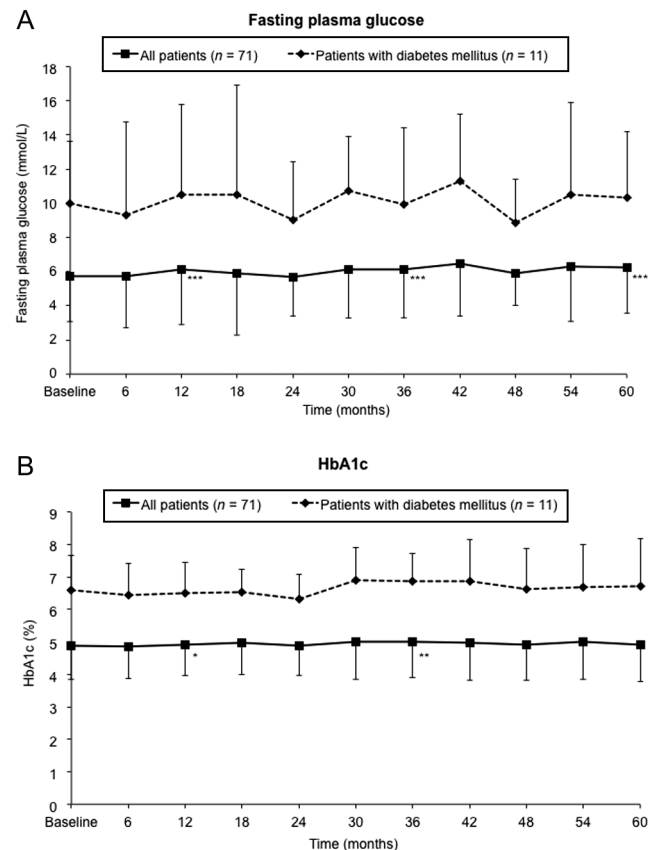 A
Fasting plasma glucose
All patients (n = 71)
Patients with diabetes mellitus (n = 11)
Fasting plasma glucose (mmol/L)
18
16
14
12
10
8
6
4
2
0
***
***
***
Baseline 6 12 18 24 30 36 42 48 54 60
Time (months)
B
HbA1c
All patients (n = 71)
Patients with diabetes mellitus (n = 11)
HbA1c (%)
9
8
7
6
5
4
3
2
1
0
*
**
Baseline 6 12 18 24 30 36 42 48 54 60
Time (months)